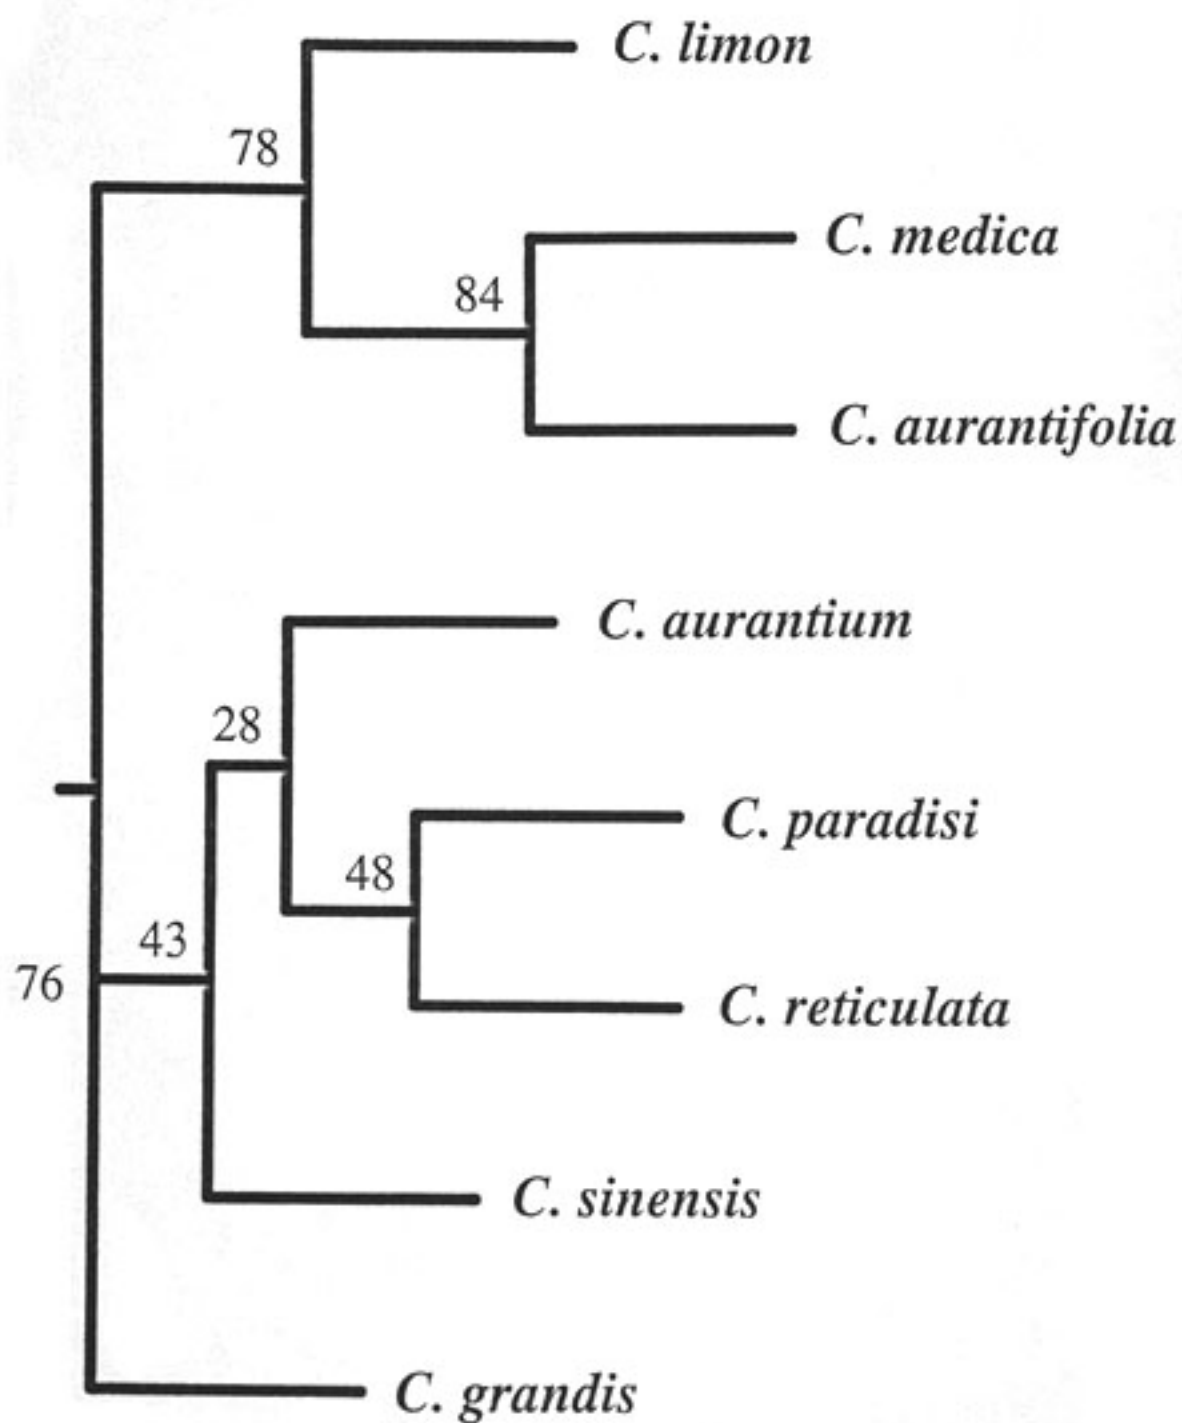 C. limon
78
C. medica
84
C. aurantifolia
C. aurantium
28
C. paradisi
48
43
76
C. reticulata
C. sinensis
C. grandis